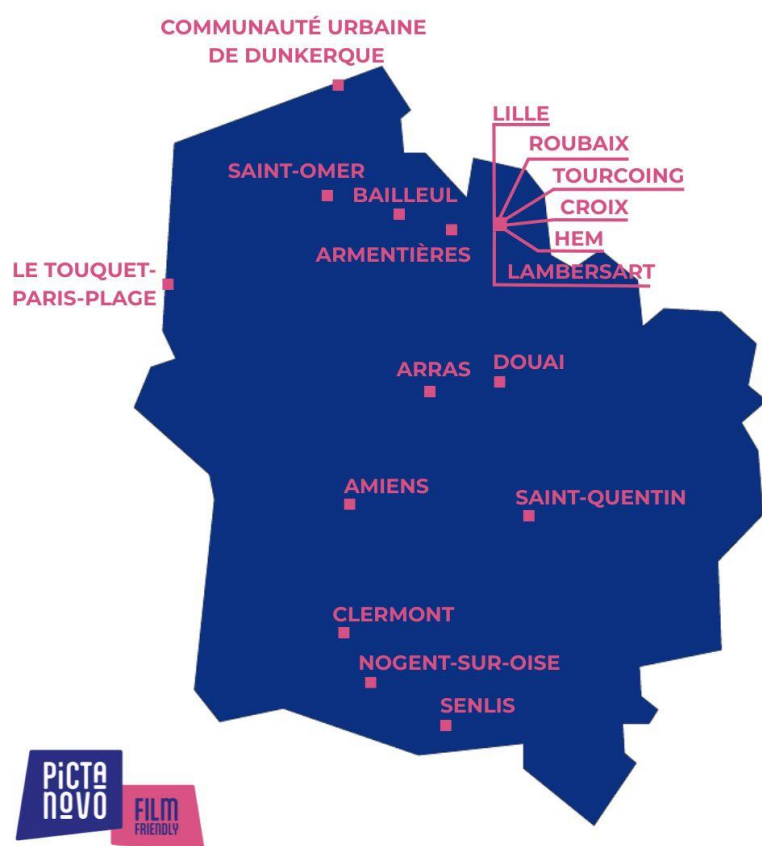 COMMUNAUTÉ URBAINE
DE DUNKERQUE
LILLE
ROUBAIX
SAINT-OMER
TOURCOING
BAILLEUL
CROIX
HEM
ARMENTIÈRES
LAMBERSART
LE TOUQUET-
PARIS-PLAGE
ARRAS
DOUAI
AMIENS
SAINT-QUENTIN
CLERMONT
NOGENT-SUR-OISE
SENLIS
PiCTA
NOVO
FILM
FRIENDLY